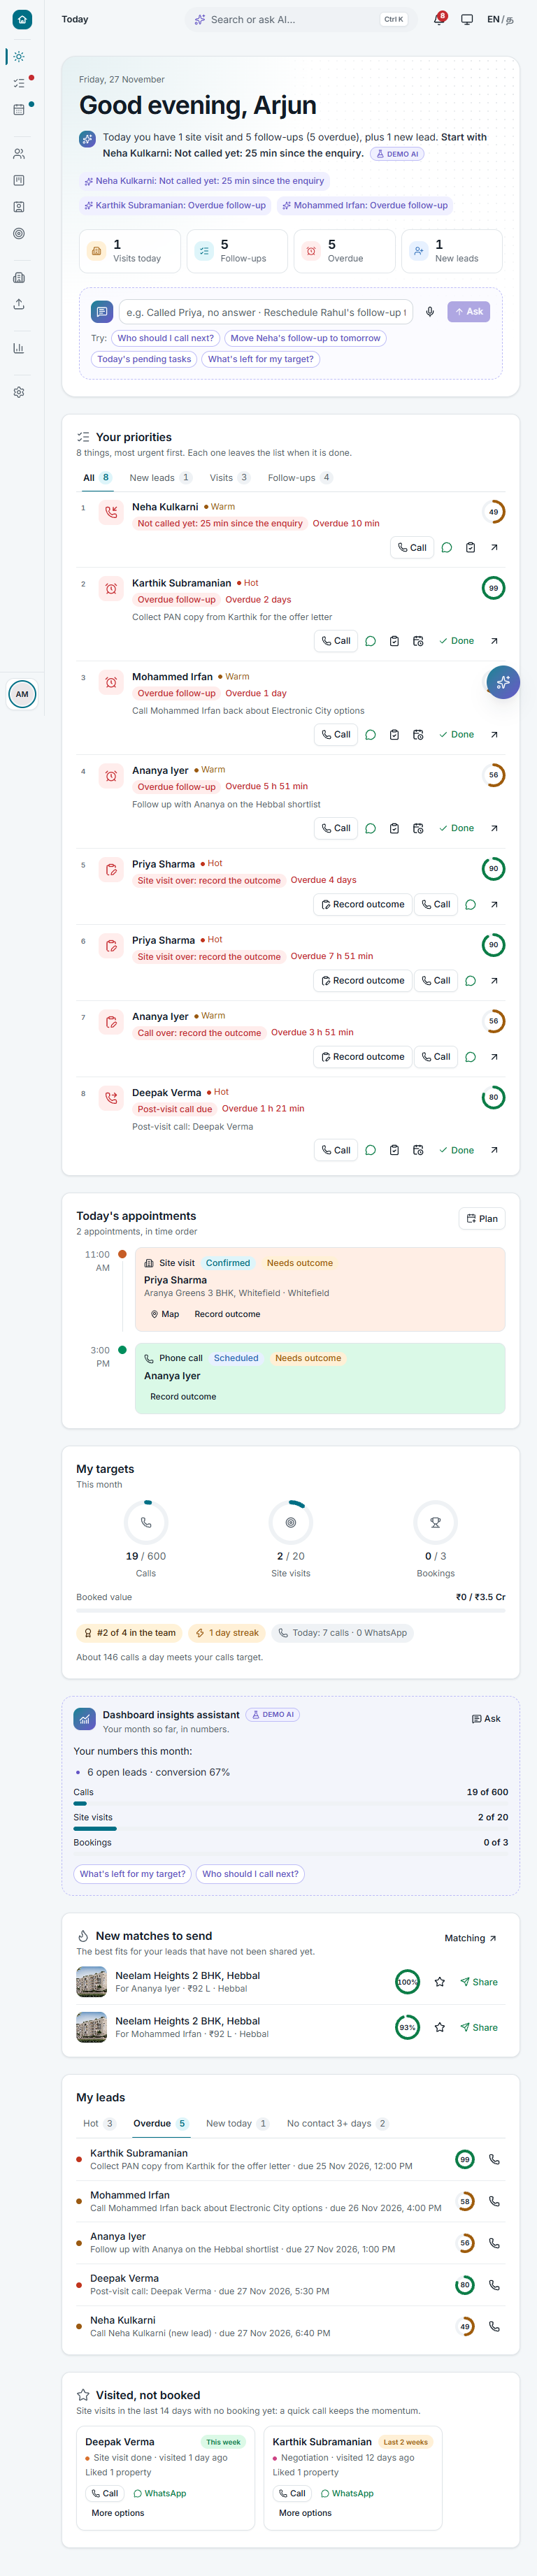 Today
Search or ask AI...
Ctrl K
8
EN / த
Friday, 27 November
Good evening, Arjun
Today you have 1 site visit and 5 follow-ups (5 overdue), plus 1 new lead. Start with
Neha Kulkarni: Not called yet: 25 min since the enquiry.
DEMO AI
Neha Kulkarni: Not called yet: 25 min since the enquiry
Karthik Subramanian: Overdue follow-up
Mohammed Irfan: Overdue follow-up
1
Visits today
5
Follow-ups
5
Overdue
1
New leads
e.g. Called Priya, no answer · Reschedule Rahul's follow-up t
Ask
Try:
Who should I call next?
Move Neha's follow-up to tomorrow
Today's pending tasks
What's left for my target?
Your priorities
8 things, most urgent first. Each one leaves the list when it is done.
All 8
New leads 1
Visits 3
Follow-ups 4
1
Neha Kulkarni
Warm
49
Not called yet: 25 min since the enquiry
Overdue 10 min
Call
2
Karthik Subramanian
Hot
99
Overdue follow-up
Overdue 2 days
Collect PAN copy from Karthik for the offer letter
Call
Done
3
Mohammed Irfan
Warm
Overdue follow-up
Overdue 1 day
Call Mohammed Irfan back about Electronic City options
Call
Done
AM
4
Ananya Iyer
Warm
56
Overdue follow-up
Overdue 5 h 51 min
Follow up with Ananya on the Hebbal shortlist
Call
Done
5
Priya Sharma
Hot
90
Site visit over: record the outcome
Overdue 4 days
Record outcome
Call
6
Priya Sharma
Hot
90
Site visit over: record the outcome
Overdue 7 h 51 min
Record outcome
Call
7
Ananya Iyer
Warm
56
Call over: record the outcome
Overdue 3 h 51 min
Record outcome
Call
8
Deepak Verma
Hot
80
Post-visit call due
Overdue 1 h 21 min
Post-visit call: Deepak Verma
Call
Done
Today's appointments
2 appointments, in time order
Plan
11:00
AM
Site visit
Confirmed
Needs outcome
Priya Sharma
Aranya Greens 3 BHK, Whitefield · Whitefield
Map
Record outcome
3:00
PM
Phone call
Scheduled
Needs outcome
Ananya Iyer
Record outcome
My targets
This month
19 / 600
Calls
2 / 20
Site visits
0 / 3
Bookings
Booked value
₹0 / ₹3.5 Cr
#2 of 4 in the team
1 day streak
Today: 7 calls · 0 WhatsApp
About 146 calls a day meets your calls target.
Dashboard insights assistant
DEMO AI
Your month so far, in numbers.
Ask
Your numbers this month:
• 6 open leads · conversion 67%
Calls
19 of 600
Site visits
2 of 20
Bookings
0 of 3
What's left for my target?
Who should I call next?
New matches to send
Matching
The best fits for your leads that have not been shared yet.
Neelam Heights 2 BHK, Hebbal
For Ananya Iyer · ₹92 L · Hebbal
100%
Share
Neelam Heights 2 BHK, Hebbal
For Mohammed Irfan · ₹92 L · Hebbal
93%
Share
My leads
Hot 3
Overdue 5
New today 1
No contact 3+ days 2
Karthik Subramanian
Collect PAN copy from Karthik for the offer letter · due 25 Nov 2026, 12:00 PM
99
Mohammed Irfan
Call Mohammed Irfan back about Electronic City options · due 26 Nov 2026, 4:00 PM
58
Ananya Iyer
Follow up with Ananya on the Hebbal shortlist · due 27 Nov 2026, 1:00 PM
56
Deepak Verma
Post-visit call: Deepak Verma · due 27 Nov 2026, 5:30 PM
80
Neha Kulkarni
Call Neha Kulkarni (new lead) · due 27 Nov 2026, 6:40 PM
49
Visited, not booked
Site visits in the last 14 days with no booking yet: a quick call keeps the momentum.
Deepak Verma
This week
Site visit done · visited 1 day ago
Liked 1 property
Call
WhatsApp
More options
Karthik Subramanian
Last 2 weeks
Negotiation · visited 12 days ago
Liked 1 property
Call
WhatsApp
More options